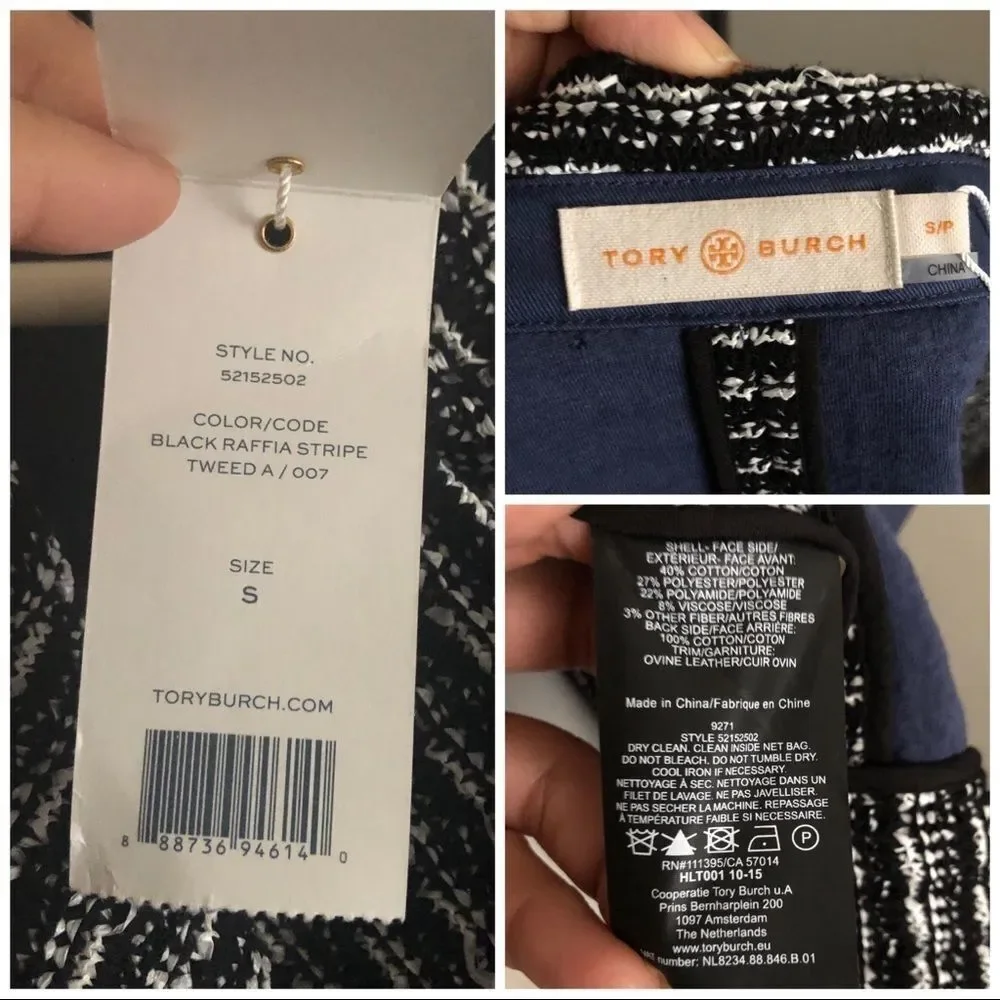 STYLE NO.
52152502
COLOR/CODE
BLACK RAFFIA STRIPE
TWEED A / 007
SIZE
S
TORYBURCH.COM
8 88736 94614 0
TORY BURCH
S/P
CHINA
SHELL- FACE SIDE/
EXTÉRIEUR- FACE AVANT:
40% COTTON/COTON
27% POLYESTER/POLYESTER
22% POLYAMIDE/POLYAMIDE
8% VISCOSE/VISCOSE
3% OTHER FIBER/AUTRES FIBRES
BACK SIDE/FACE ARRIÈRE:
100% COTTON/COTON
TRIM/GARNITURE:
OVINE LEATHER/CUIR OVIN
Made in China/Fabrique en Chine
9271
STYLE 52152502
DRY CLEAN. CLEAN INSIDE NET BAG.
DO NOT BLEACH. DO NOT TUMBLE DRY.
COOL IRON IF NECESSARY.
NETTOYAGE À SEC. NETTOYAGE DANS UN
FILET DE LAVAGE. NE PAS JAVELLISER.
NE PAS SECHER LA MACHINE. REPASSAGE
À TEMPÉRATURE FAIBLE SI NECESSAIRE.
P
RN#111395/CA 57014
HLT001 10-15
Cooperatie Tory Burch u.A
Prins Bernharplein 200
1097 Amsterdam
The Netherlands
www.toryburch.eu
VAT number: NL8234.88.846.B.01